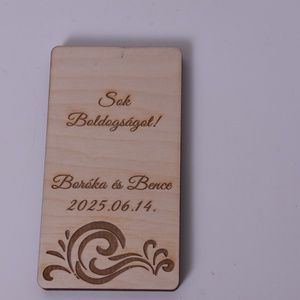 Sok
Boldogságot!
Boróka és Bence
2025.06.14.